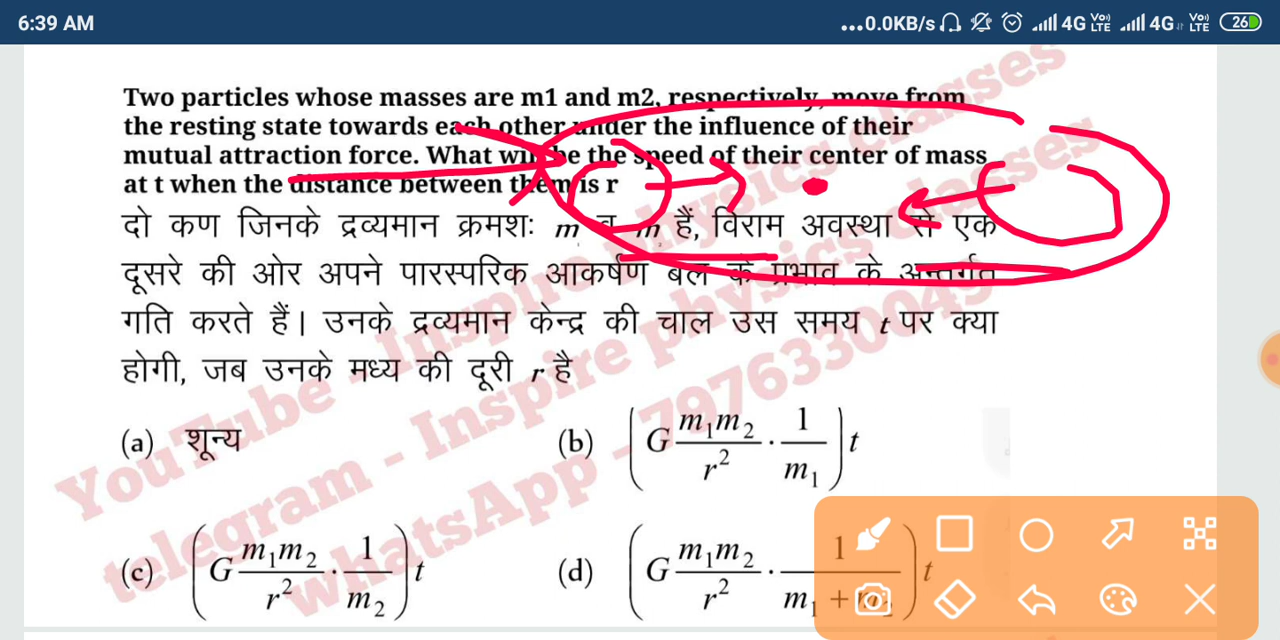 6:39 AM
...0.0KB/s 4G Vo) LTE 4G Vo) LTE 26
Two particles whose masses are m1 and m2, respectively, move from
the resting state towards each other under the influence of their
mutual attraction force. What will be the speed of their center of mass
at t when the distance between them is r
दो कण जिनके द्रव्यमान क्रमशः m व m हैं, विराम अवस्था से एक
दूसरे की ओर अपने पारस्परिक आकर्षण बल के प्रभाव के अन्तर्गत
गति करते हैं। उनके द्रव्यमान केन्द्र की चाल उस समय t पर क्या
होगी, जब उनके मध्य की दूरी r है
(a) शून्य (b) (G m₁m₂/r² · 1/m₁) t
(c) (G m₁m₂/r² · 1/m₂) t (d) (G m₁m₂/r² · 1/m₁ + m) t
YouTube - Inspire physics classes
telegram - Inspire physics classes
whatsApp - 7976330049